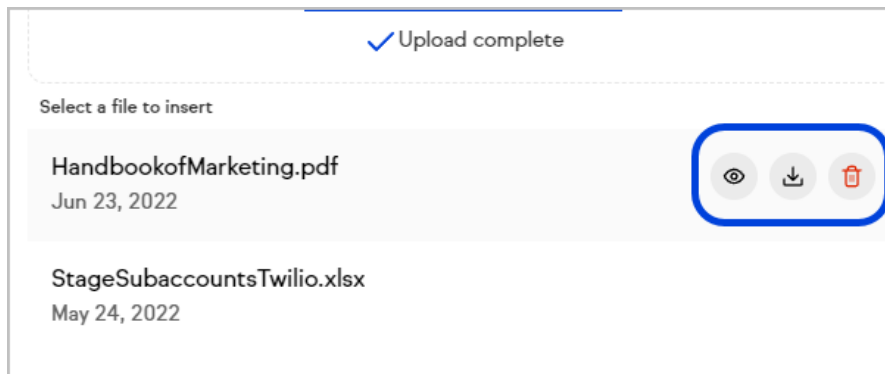 Upload complete
Select a file to insert
HandbookofMarketing.pdf
Jun 23, 2022
StageSubaccountsTwilio.xlsx
May 24, 2022